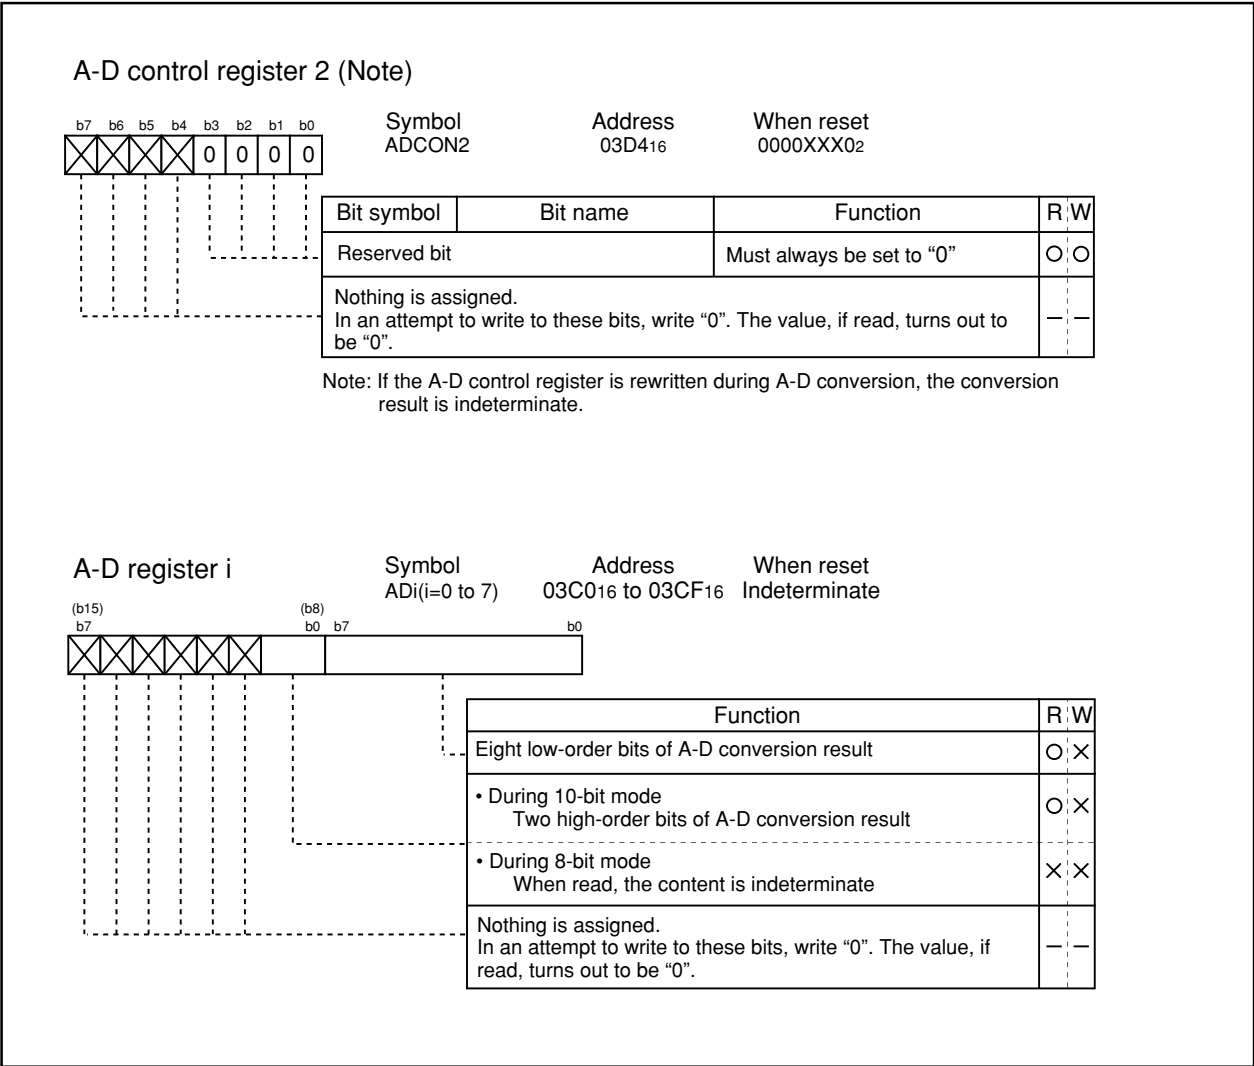 A-D control register 2 (Note)
b7 b6 b5 b4 b3 b2 b1 b0
0 0 0 0
Symbol Address When reset
ADCON2 03D416 0000XXX02
Bit symbol Bit name Function R W
Reserved bit Must always be set to “0”
Nothing is assigned.
In an attempt to write to these bits, write “0”. The value, if read, turns out to
be “0”.
Note: If the A-D control register is rewritten during A-D conversion, the conversion
result is indeterminate.
A-D register i
Symbol Address When reset
ADi(i=0 to 7) 03C016 to 03CF16 Indeterminate
(b15) (b8)
b7 b0 b7 b0
Function R W
Eight low-order bits of A-D conversion result
• During 10-bit mode
Two high-order bits of A-D conversion result
• During 8-bit mode
When read, the content is indeterminate
Nothing is assigned.
In an attempt to write to these bits, write “0”. The value, if
read, turns out to be “0”.